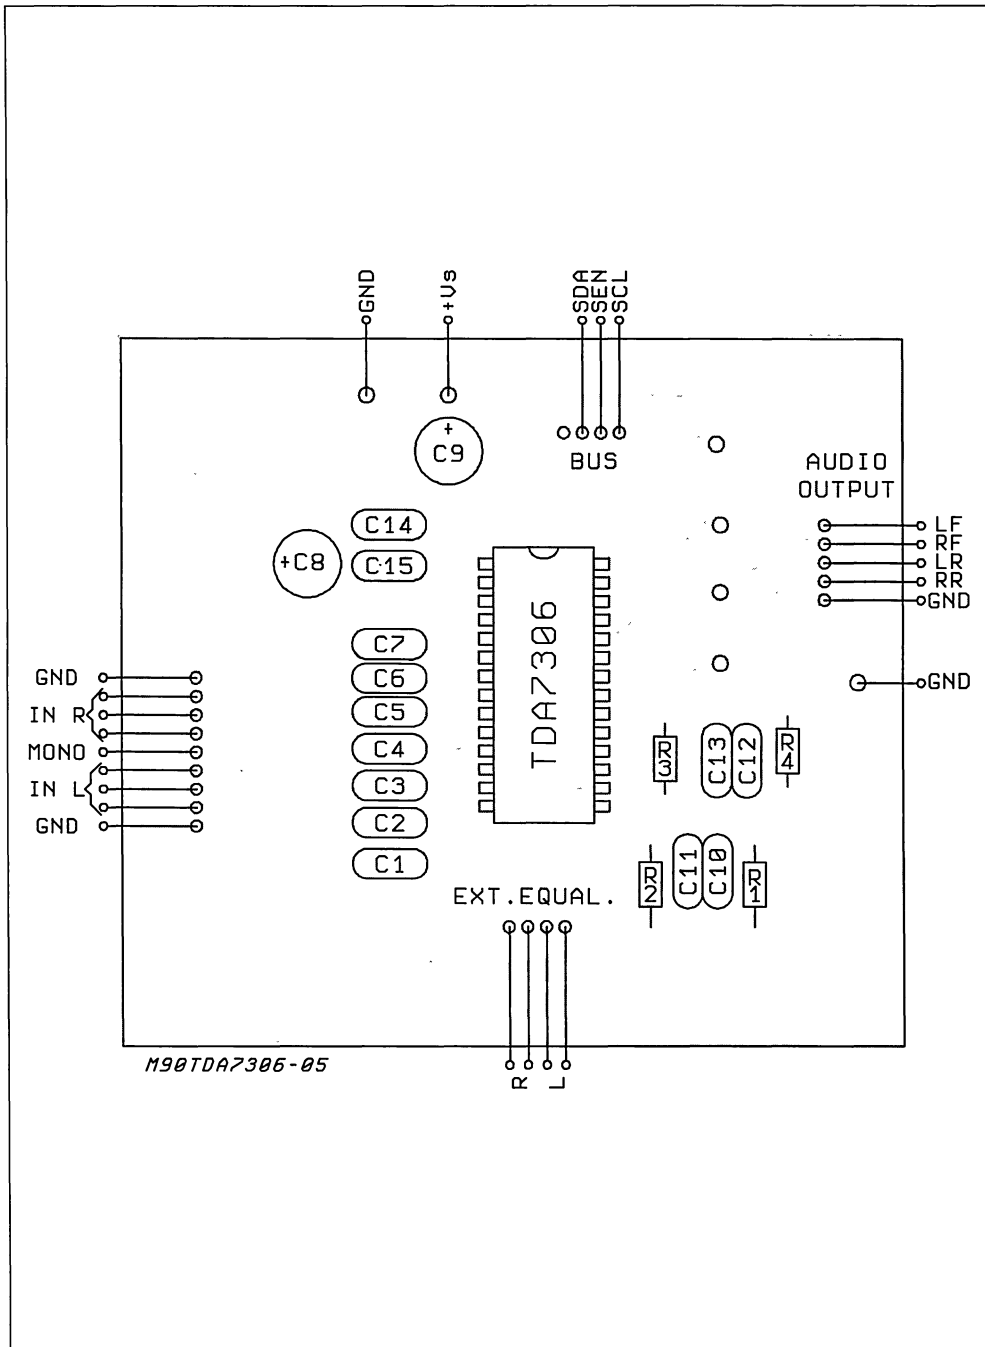 GND
+Vs
SDA
SEN
SCL
+
C9
BUS
AUDIO
OUTPUT
C14
+C8
C15
LF
RF
LR
RR
GND
TDA7306
C7
GND
C6
GND
IN R
C5
MONO
C4
R3
C13
C12
R4
IN L
C3
GND
C2
C1
R2
C11
C10
R1
EXT.EQUAL.
M90TDA7306-05
R
L